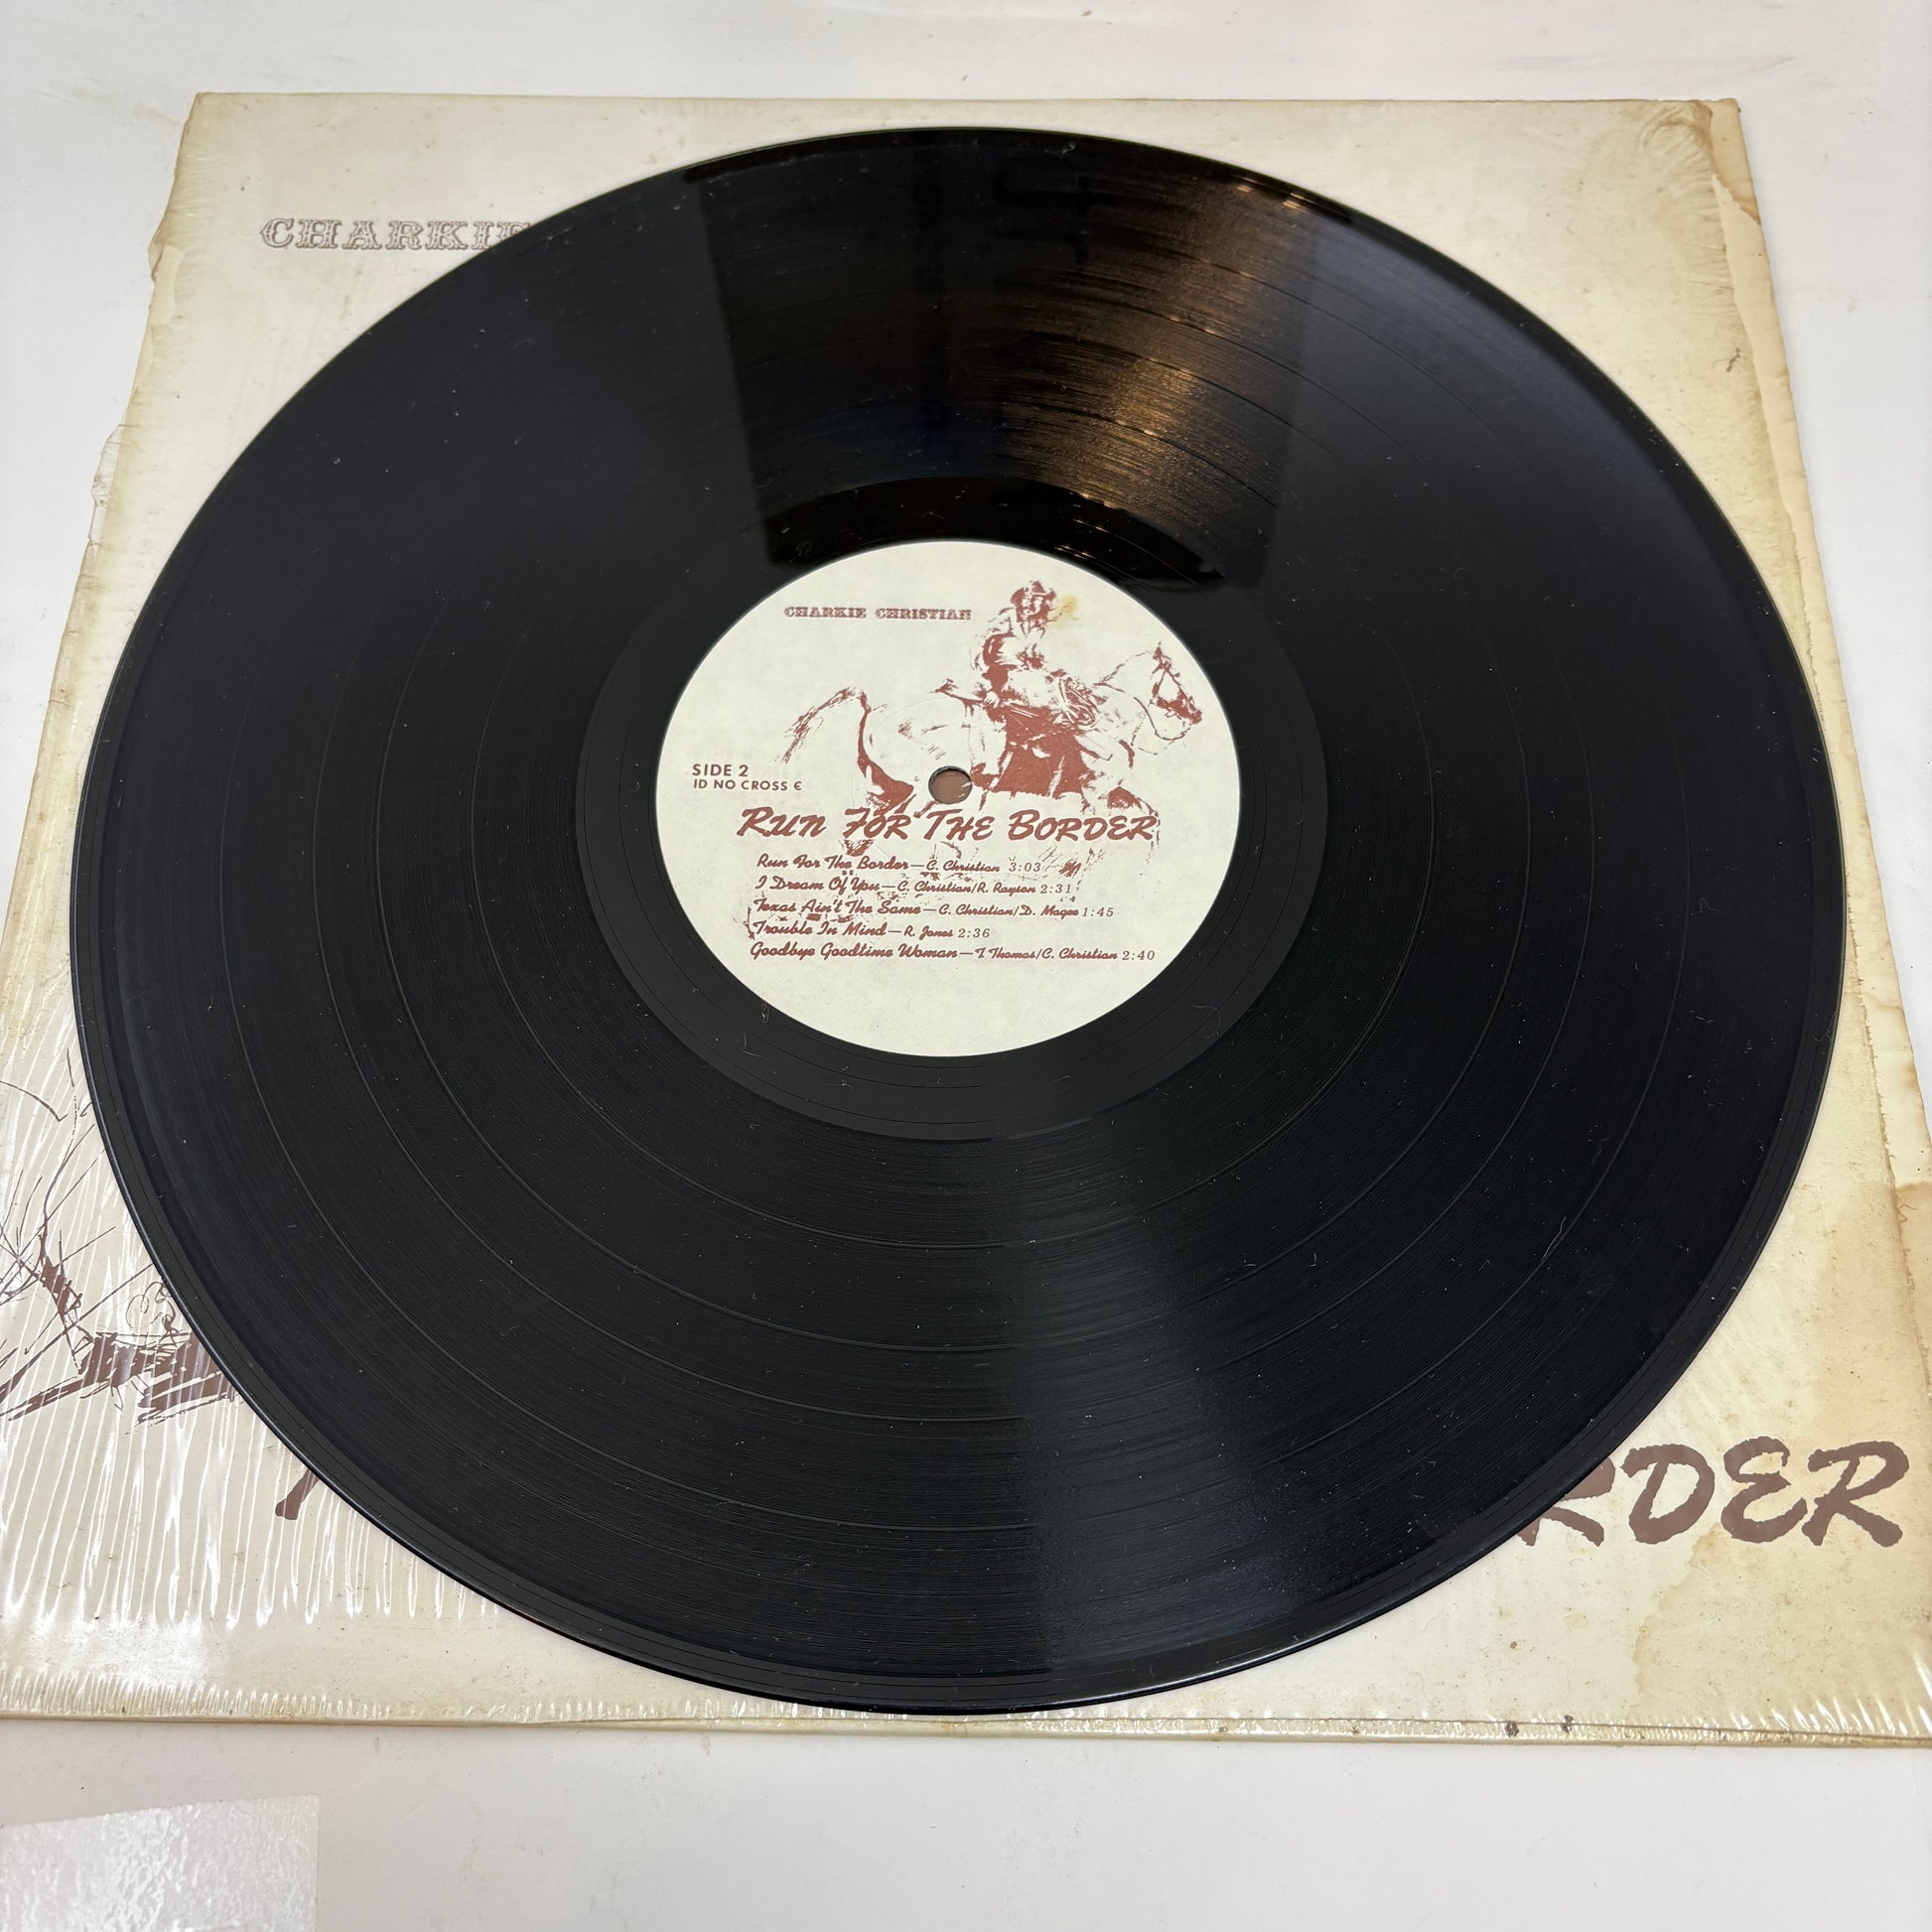 CHARKIE
CHARKIE CHRISTIAN
SIDE 2
ID NO CROSS €
RUN FOR THE BORDER
Run For The Border—C. Christian 3:03
I Dream Of You—C. Christian/R. Rayson 2:31
Texas Ain't The Same—C. Christian/D. Magee 1:45
Trouble In Mind—R. Jones 2:36
Goodbye Goodtime Woman—T. Thomas/C. Christian 2:40
RDER